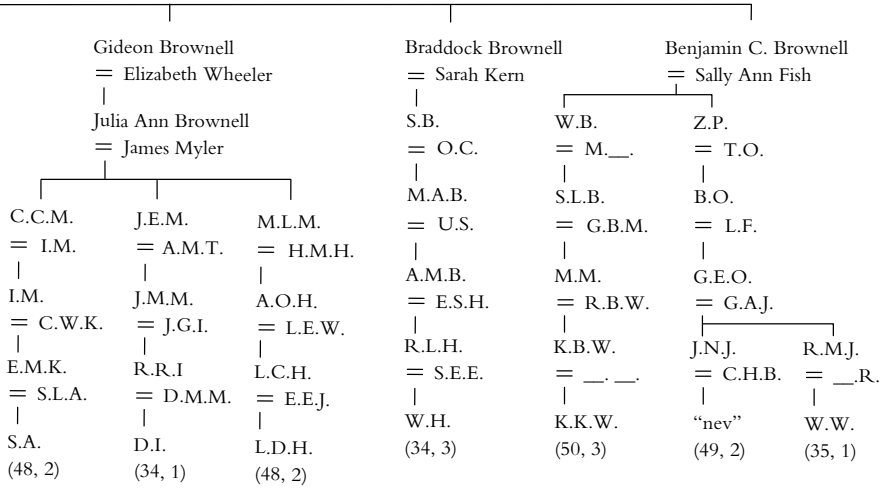 Gideon Brownell
= Elizabeth Wheeler
Julia Ann Brownell
= James Myler
C.C.M.
= I.M.
I.M.
= C.W.K.
E.M.K.
= S.L.A.
S.A.
(48, 2)
J.E.M.
= A.M.T.
J.M.M.
= J.G.I.
R.R.I
= D.M.M.
D.I.
(34, 1)
M.L.M.
= H.M.H.
A.O.H.
= L.E.W.
L.C.H.
= E.E.J.
L.D.H.
(48, 2)
Braddock Brownell
= Sarah Kern
S.B.
= O.C.
M.A.B.
= U.S.
A.M.B.
= E.S.H.
R.L.H.
= S.E.E.
W.H.
(34, 3)
Benjamin C. Brownell
= Sally Ann Fish
W.B.
= M.__.
S.L.B.
= G.B.M.
M.M.
= R.B.W.
K.B.W.
= __. __.
K.K.W.
(50, 3)
Z.P.
= T.O.
B.O.
= L.F.
G.E.O.
= G.A.J.
J.N.J.
= C.H.B.
“nev”
(49, 2)
R.M.J.
= __.R.
W.W.
(35, 1)